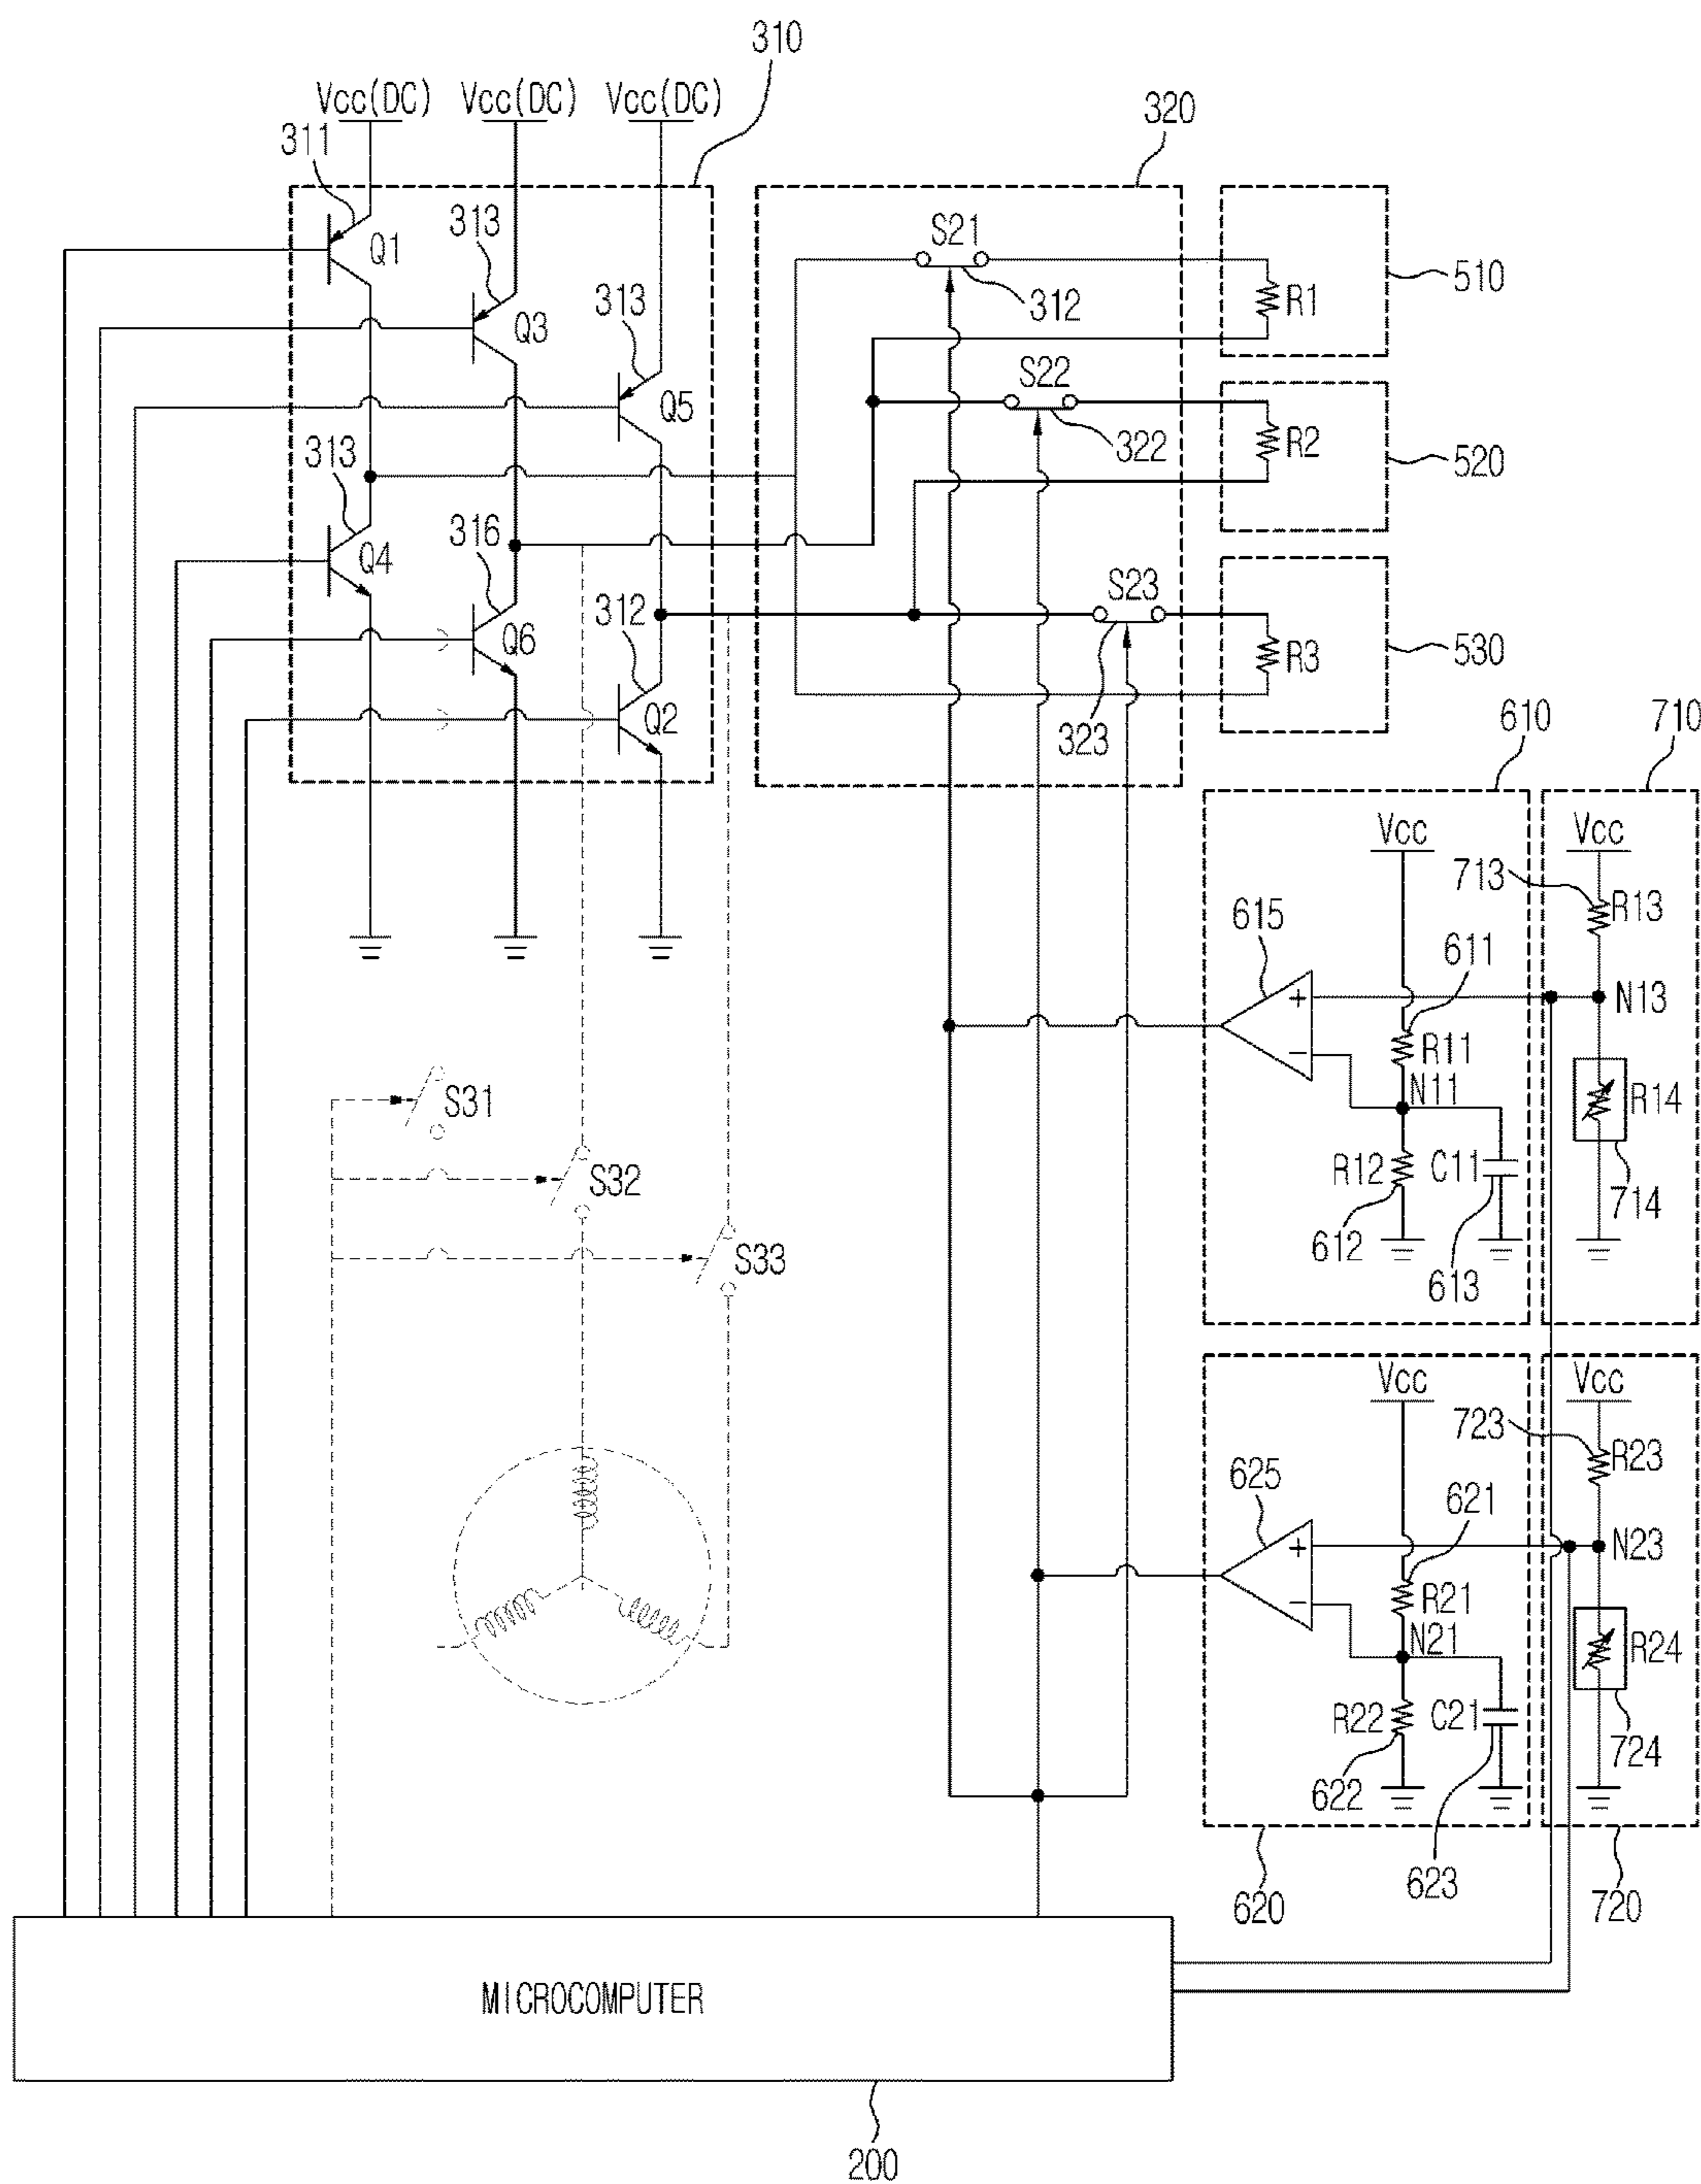 310
Vcc(DC) Vcc(DC) Vcc(DC)
320
311
313
S21
Q1
510
313
312
R1
Q3
S22
313
Q5
322
R2
520
316
Q4
S23
312
R3
530
Q6
323
Q2
610
710
Vcc
Vcc
713
R13
615
611
N13
R11
N11
S31
R14
R12
C11
S32
714
612
613
S33
Vcc
Vcc
723
R23
625
621
N23
R21
N21
R24
R22
C21
724
622
623
620
720
MICROCOMPUTER
200
313